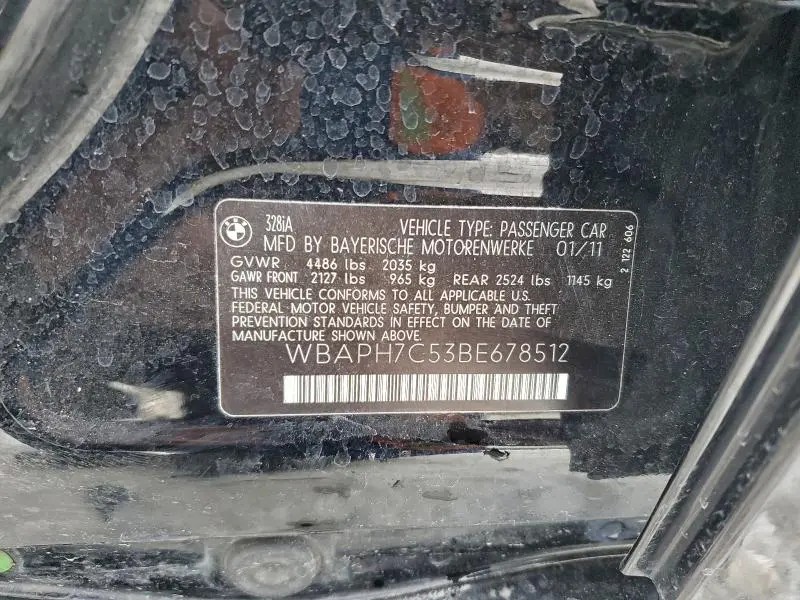 BMW
328iA VEHICLE TYPE: PASSENGER CAR
MFD BY BAYERISCHE MOTORENWERKE 01/11
GVWR 4486 lbs 2035 kg
GAWR FRONT 2127 lbs 965 kg REAR 2524 lbs 1145 kg
THIS VEHICLE CONFORMS TO ALL APPLICABLE U.S.
FEDERAL MOTOR VEHICLE SAFETY, BUMPER AND THEFT
PREVENTION STANDARDS IN EFFECT ON THE DATE OF
MANUFACTURE SHOWN ABOVE.
WBAPH7C53BE678512
2 122 606